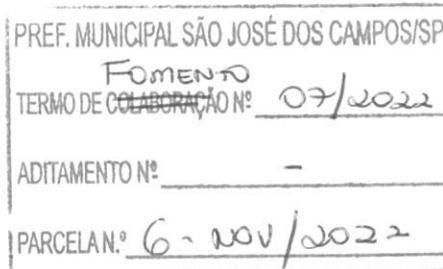 PREF. MUNICIPAL SÃO JOSÉ DOS CAMPOS/SP
FOMENTO
TERMO DE COLABORAÇÃO Nº 07/2022
ADITAMENTO Nº -
PARCELA N.º 6 - NOV/2022